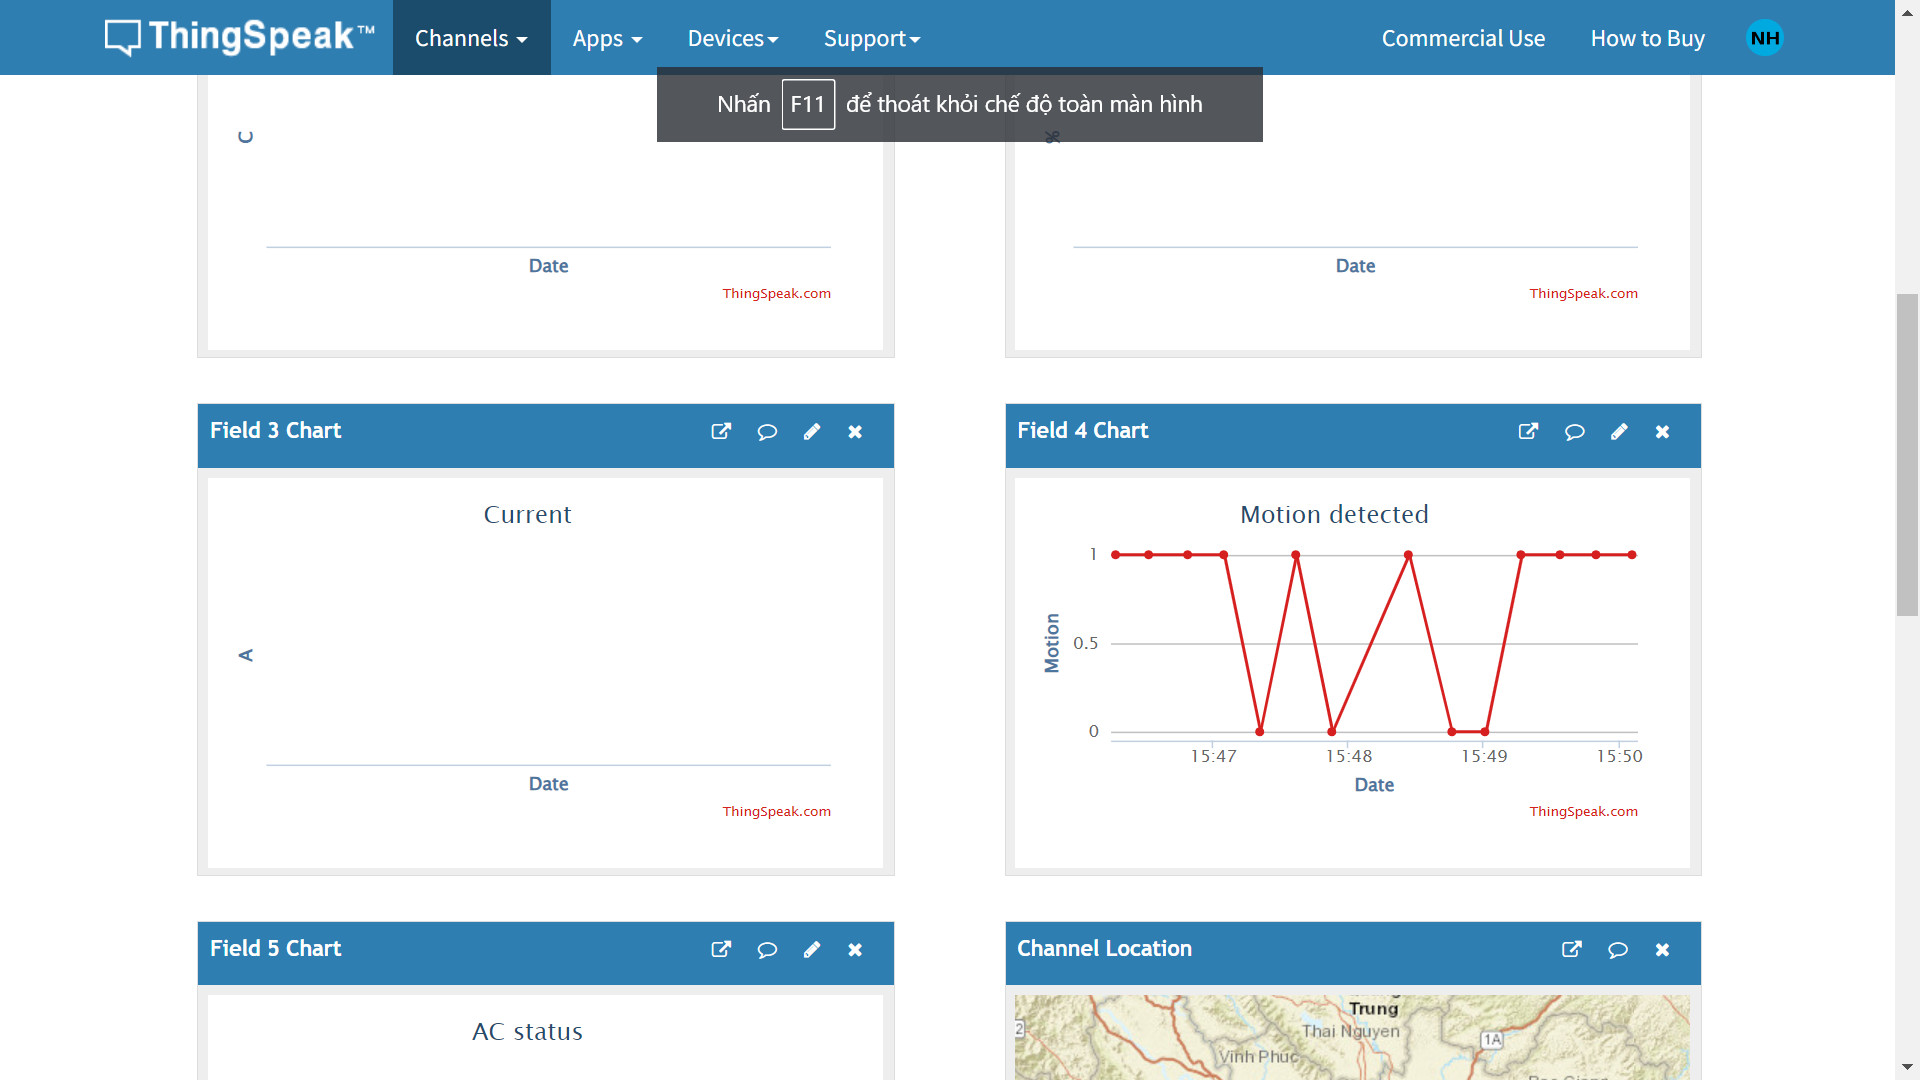 ThingSpeak™ Channels Apps Devices Support Commercial Use How to Buy NH
Nhấn F11 để thoát khỏi chế độ toàn màn hình
C
Date
ThingSpeak.com
%
Date
ThingSpeak.com
Field 3 Chart
Current
A
Date
ThingSpeak.com
Field 4 Chart
Motion detected
Motion
1
0.5
0
15:47 15:48 15:49 15:50
Date
ThingSpeak.com
Field 5 Chart
AC status
Channel Location
Trung
Thai Nguyen
2
1A
Vinh Phuc